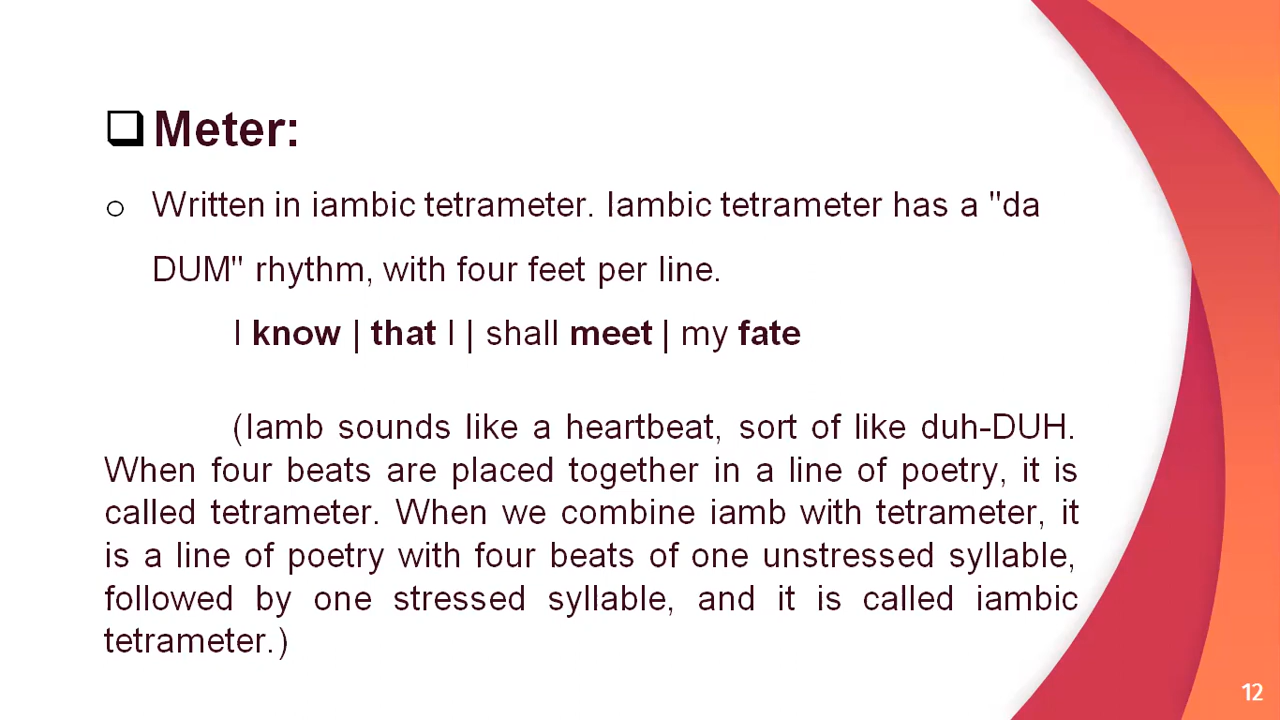 ❑Meter:
o Written in iambic tetrameter. Iambic tetrameter has a "da
DUM" rhythm, with four feet per line.
I know | that I | shall meet | my fate
(Iamb sounds like a heartbeat, sort of like duh-DUH.
When four beats are placed together in a line of poetry, it is
called tetrameter. When we combine iamb with tetrameter, it
is a line of poetry with four beats of one unstressed syllable,
followed by one stressed syllable, and it is called iambic
tetrameter.)
12